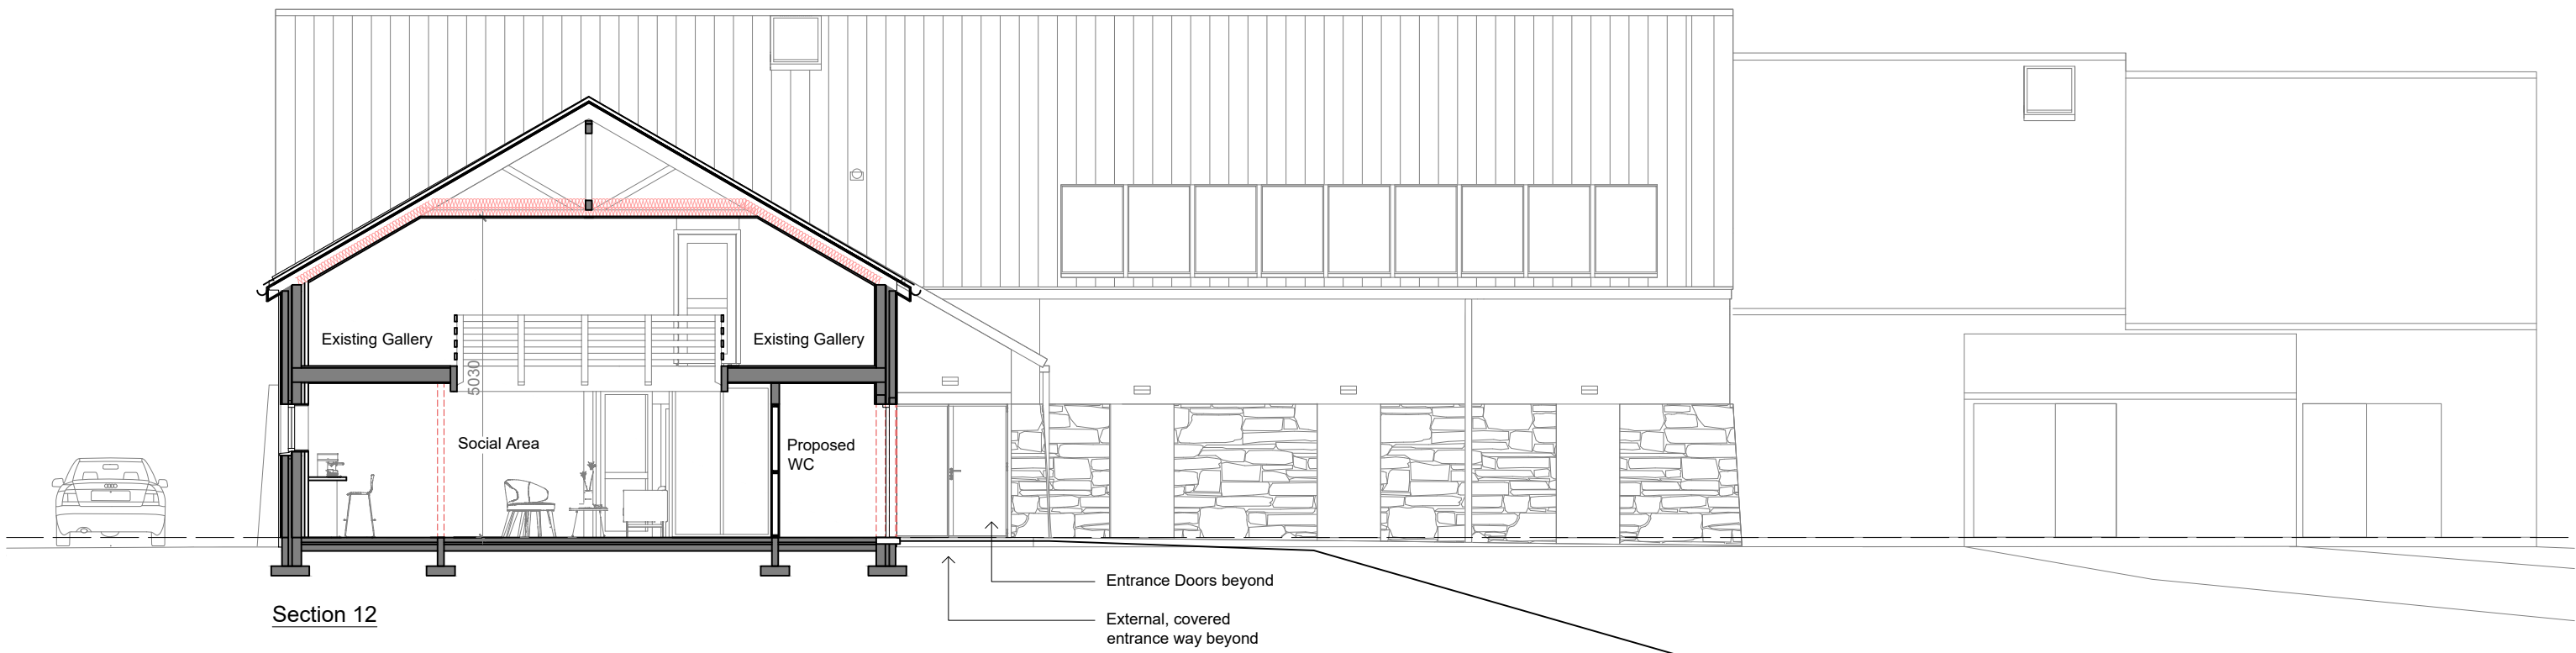 Existing Gallery
Existing Gallery
5030
Social Area
Proposed
WC
Entrance Doors beyond
External, covered
entrance way beyond
Section 12